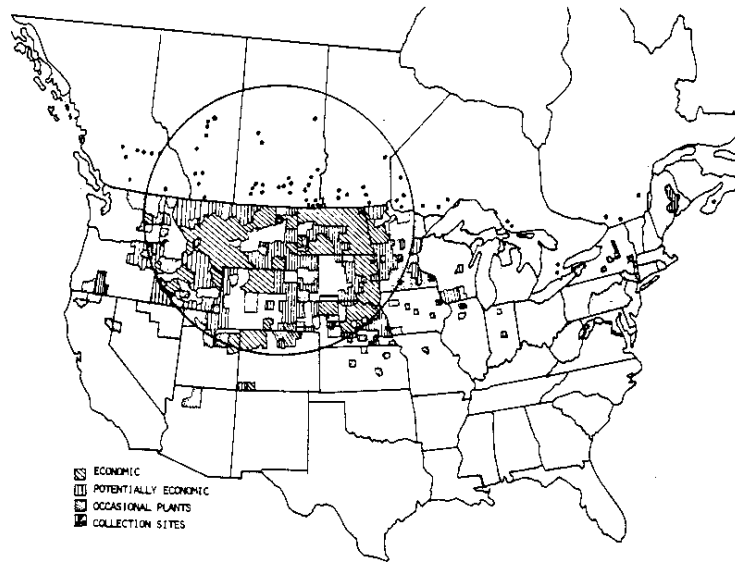 ECONOMIC
POTENTIALLY ECONOMIC
OCCASIONAL PLANTS
COLLECTION SITES